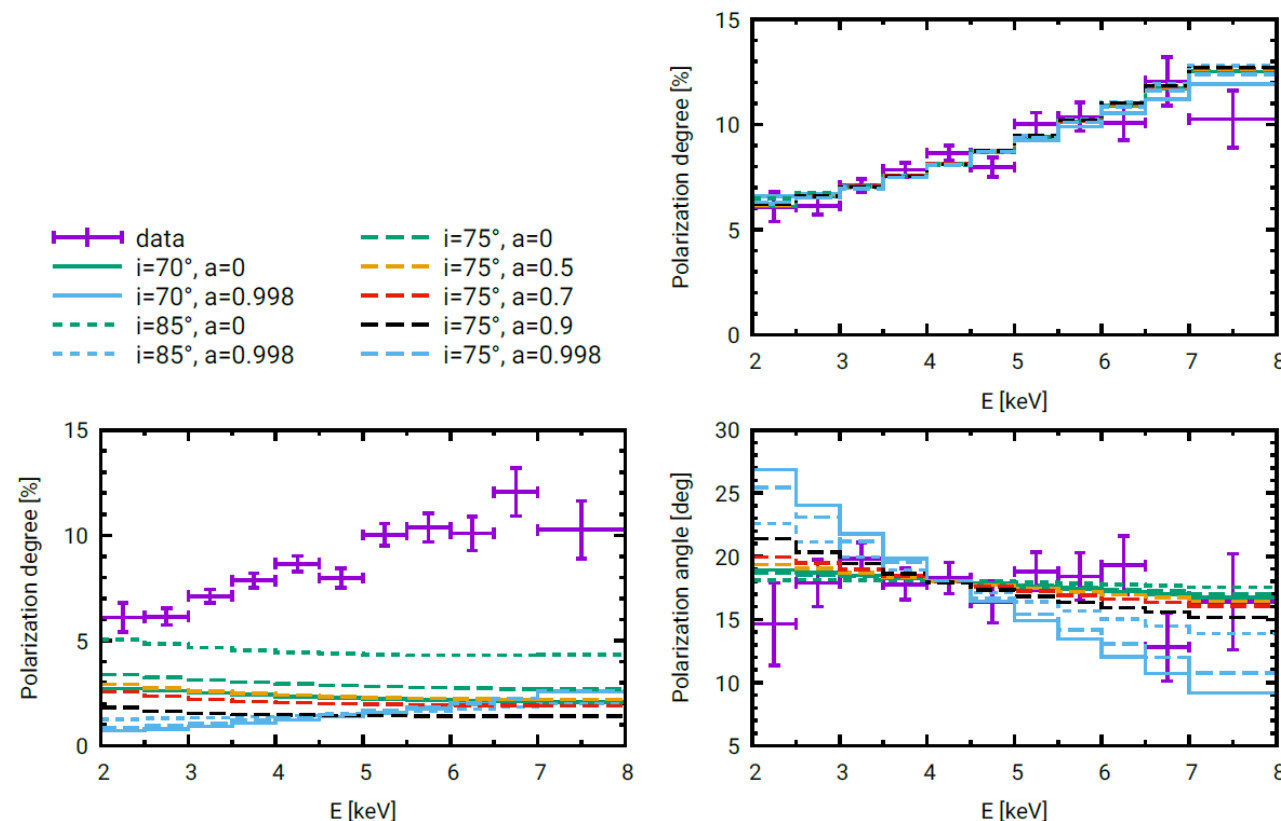 15
10
5
0
Polarization degree [%]
2 3 4 5 6 7 8
E [keV]
data
i=70°, a=0
i=70°, a=0.998
i=85°, a=0
i=85°, a=0.998
i=75°, a=0
i=75°, a=0.5
i=75°, a=0.7
i=75°, a=0.9
i=75°, a=0.998
15
10
5
0
Polarization degree [%]
2 3 4 5 6 7 8
E [keV]
30
25
20
15
10
5
Polarization angle [deg]
2 3 4 5 6 7 8
E [keV]